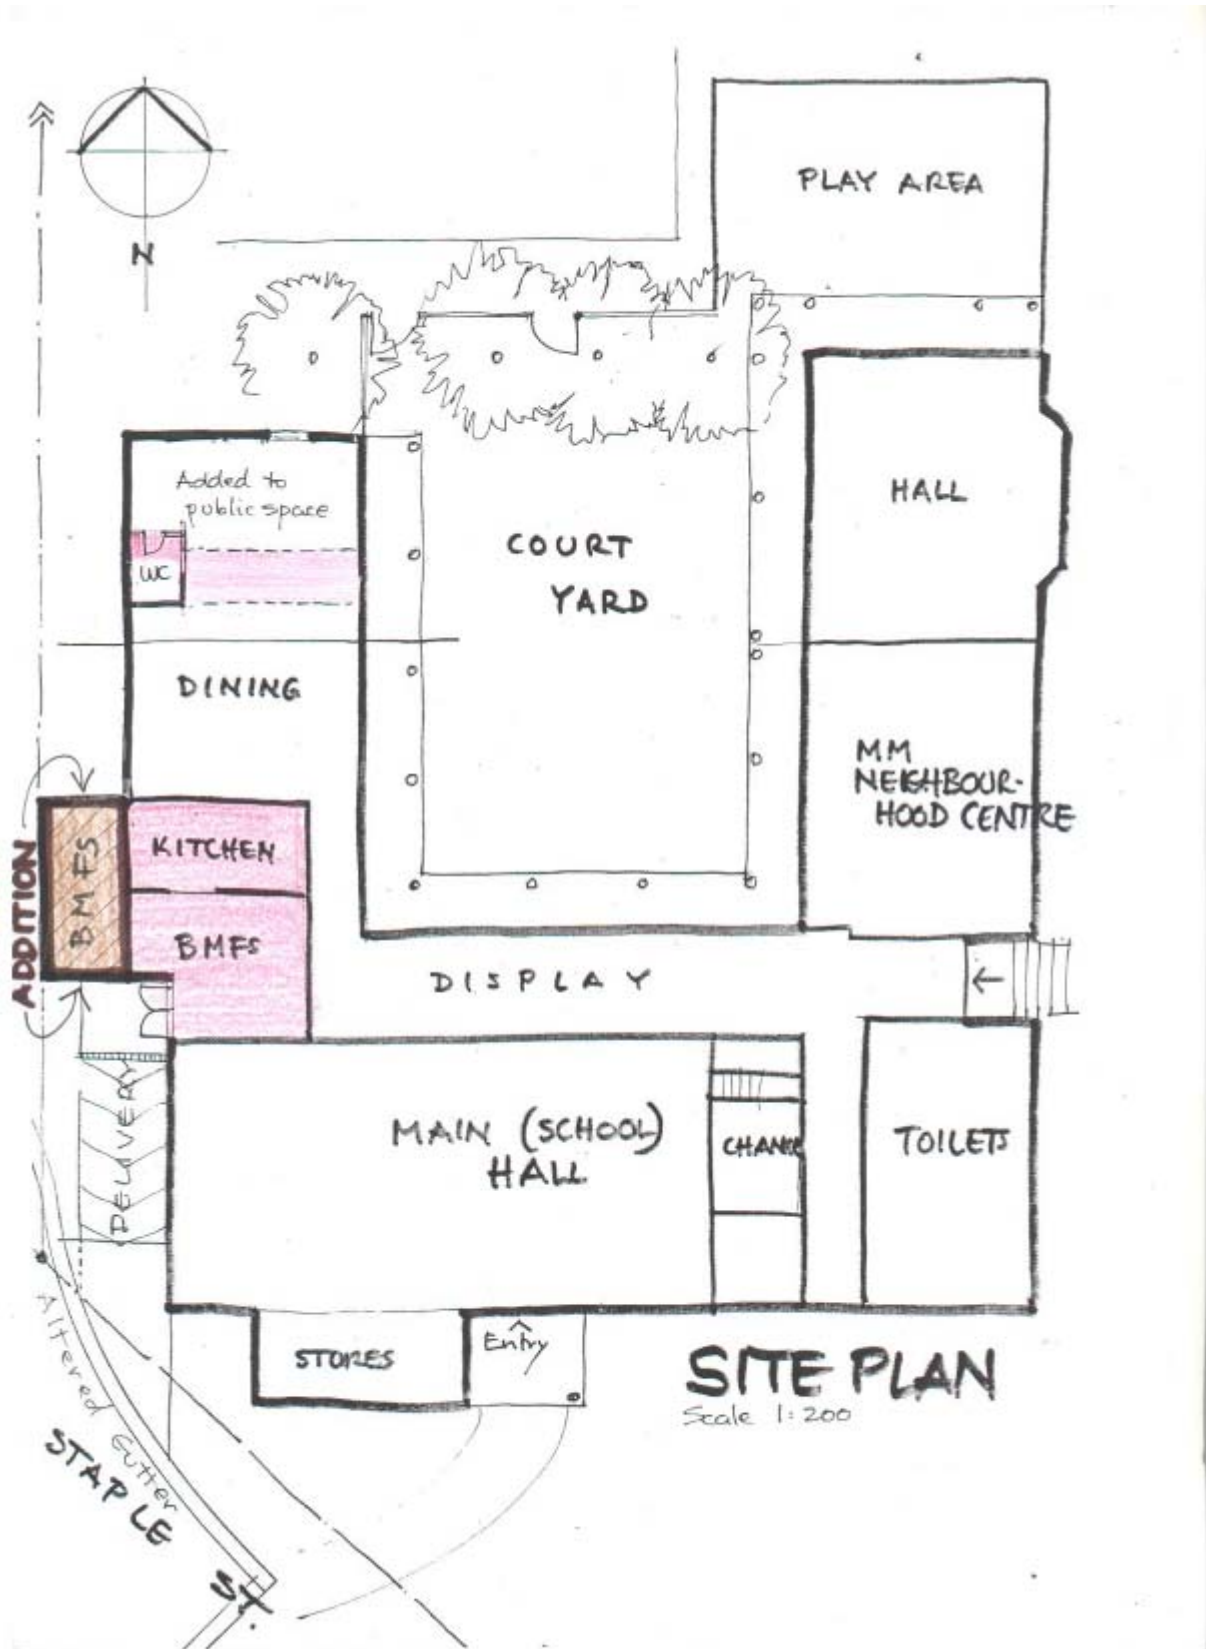 N
PLAY AREA
Added to
public space
WC
COURT
YARD
HALL
DINING
MM
NEIGHBOUR-
HOOD CENTRE
ADDITION
BMFS
KITCHEN
BMFS
DISPLAY
DELIVERY
MAIN (SCHOOL)
HALL
CHANGE
TOILETS
STORES
Entry
SITE PLAN
Scale 1:200
Altered Gutter
STAPLE ST.